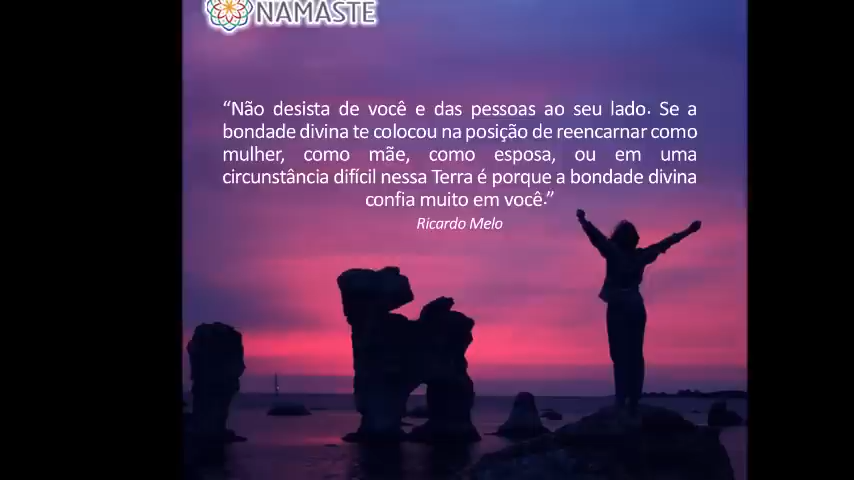 NAMASTE
“Não desista de você e das pessoas ao seu lado. Se a
bondade divina te colocou na posição de reencarnar como
mulher, como mãe, como esposa, ou em uma
circunstância difícil nessa Terra é porque a bondade divina
confia muito em você.”
Ricardo Melo